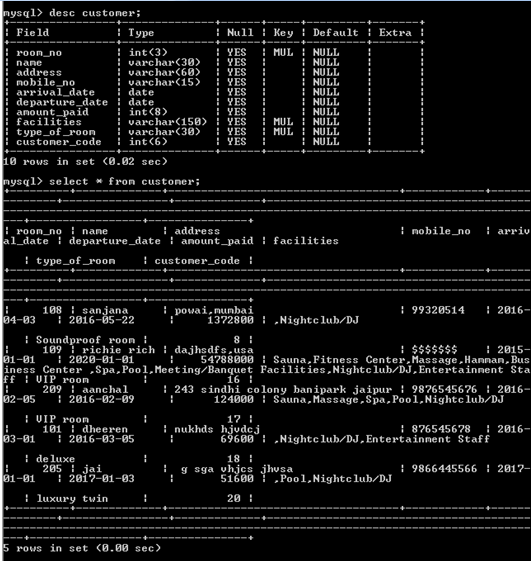 mysql> desc customer;
| Field | Type | Null | Key | Default | Extra |
| room_no | int(3) | YES | MUL | NULL | |
| name | varchar(30) | YES | | NULL | |
| address | varchar(60) | YES | | NULL | |
| mobile_no | varchar(15) | YES | | NULL | |
| arrival_date | date | YES | | NULL | |
| departure_date | date | YES | | NULL | |
| amount_paid | int(8) | YES | | NULL | |
| facilities | varchar(150) | YES | MUL | NULL | |
| type_of_room | varchar(30) | YES | MUL | NULL | |
| customer_code | int(6) | YES | | NULL | |
10 rows in set (0.02 sec)
mysql> select * from customer;
| room_no | name | address | mobile_no | arriv
al_date | departure_date | amount_paid | facilities
| type_of_room | customer_code |
| 108 | sanjana | powai,mumbai | 99320514 | 2016-
04-03 | 2016-05-22 | 1372800 | ,Nightclub/DJ
| Soundproof room | 8 |
| 109 | richie rich | dajhsdfs,usa | $$$$$$$ | 2015-
01-01 | 2020-01-01 | 54788000 | Sauna,Fitness Center,Massage,Hammam,Bus
iness Center ,Spa,Pool,Meeting/Banquet Facilities,Nightclub/DJ,Entertainment Sta
ff | VIP room | 16 |
| 209 | aanchal | 243 sindhi colony banipark jaipur | 9876545676 | 2016-
02-05 | 2016-02-09 | 124000 | Sauna,Massage,Spa,Pool,Nightclub/DJ
| VIP room | 17 |
| 101 | dheeren | nukhds hjvdcj | 876545678 | 2016-
03-01 | 2016-03-05 | 69600 | ,Nightclub/DJ,Entertainment Staff
| deluxe | 18 |
| 205 | jai | g sga vhjcs jhvsa | 9866445566 | 2017-
01-01 | 2017-01-03 | 51600 | ,Pool,Nightclub/DJ
| luxury twin | 20 |
5 rows in set (0.00 sec)